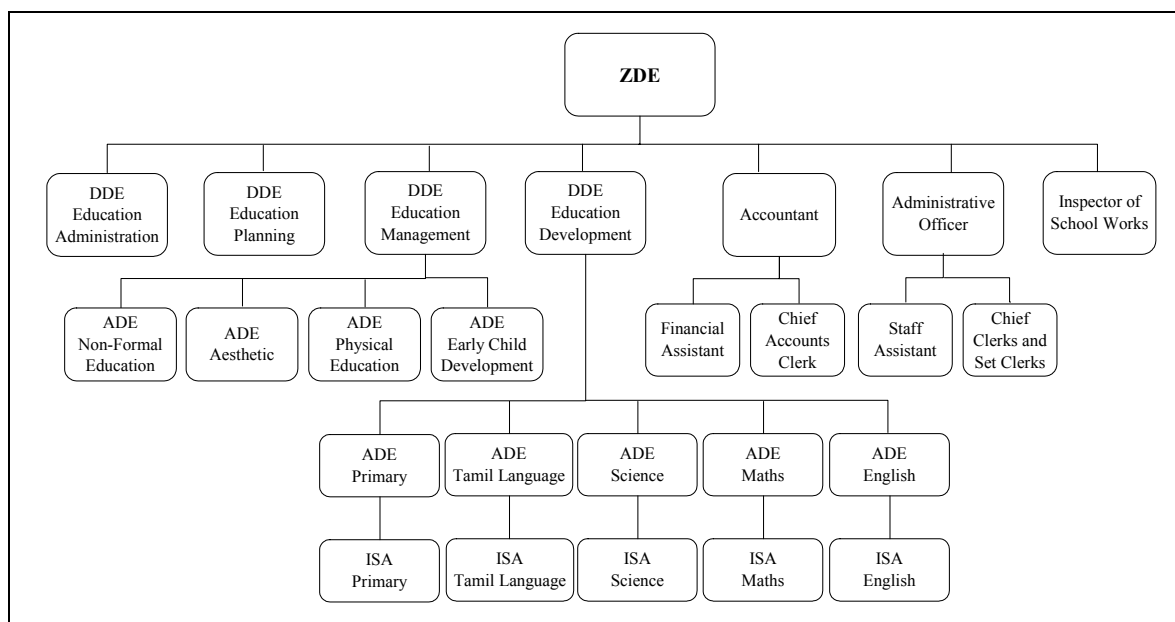 ZDE
DDE
Education
Administration
DDE
Education
Planning
DDE
Education
Management
DDE
Education
Development
Accountant
Administrative
Officer
Inspector
of School Works
ADE
Non-Formal
Education
ADE
Aesthetic
ADE
Physical
Education
ADE
Early Child
Development
Financial
Assistant
Chief
Accounts
Clerk
Staff
Assistant
Chief
Clerks and
Set Clerks
ADE
Primary
ADE
Tamil Language
ADE
Science
ADE
Maths
ADE
English
ISA
Primary
ISA
Tamil Language
ISA
Science
ISA
Maths
ISA
English